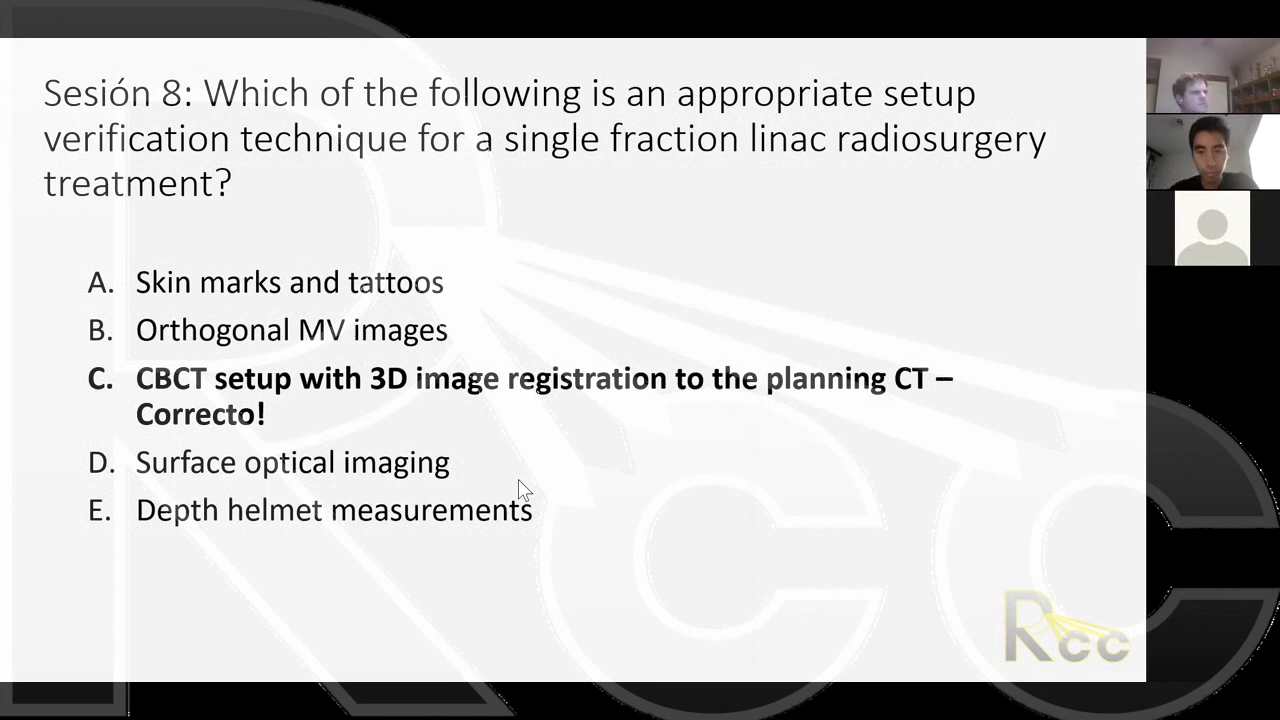 Sesión 8: Which of the following is an appropriate setup
verification technique for a single fraction linac radiosurgery
treatment?
A. Skin marks and tattoos
B. Orthogonal MV images
C. CBCT setup with 3D image registration to the planning CT –
Correcto!
D. Surface optical imaging
E. Depth helmet measurements
Rcc